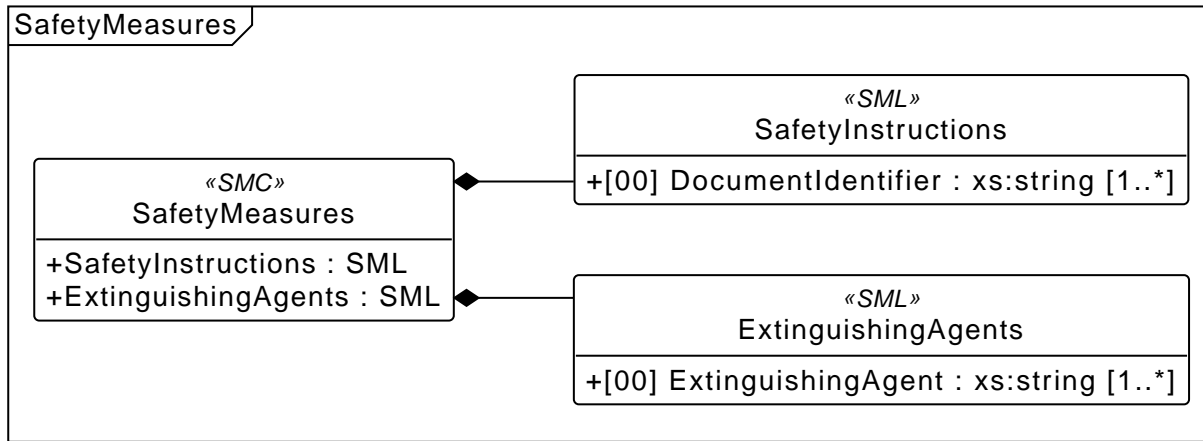 SafetyMeasures
«SML»
SafetyInstructions
+[00] DocumentIdentifier : xs:string [1..*]
«SMC»
SafetyMeasures
+SafetyInstructions : SML
+ExtinguishingAgents : SML
«SML»
ExtinguishingAgents
+[00] ExtinguishingAgent : xs:string [1..*]